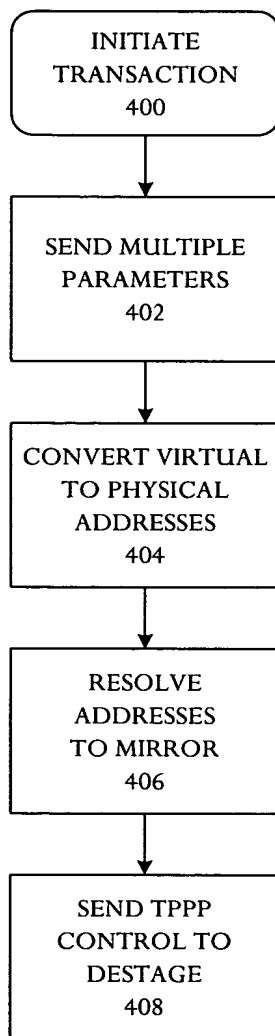 INITIATE
TRANSACTION
400
SEND MULTIPLE
PARAMETERS
402
CONVERT VIRTUAL
TO PHYSICAL
ADDRESSES
404
RESOLVE
ADDRESSES
TO MIRROR
406
SEND TPPP
CONTROL TO
DESTAGE
408